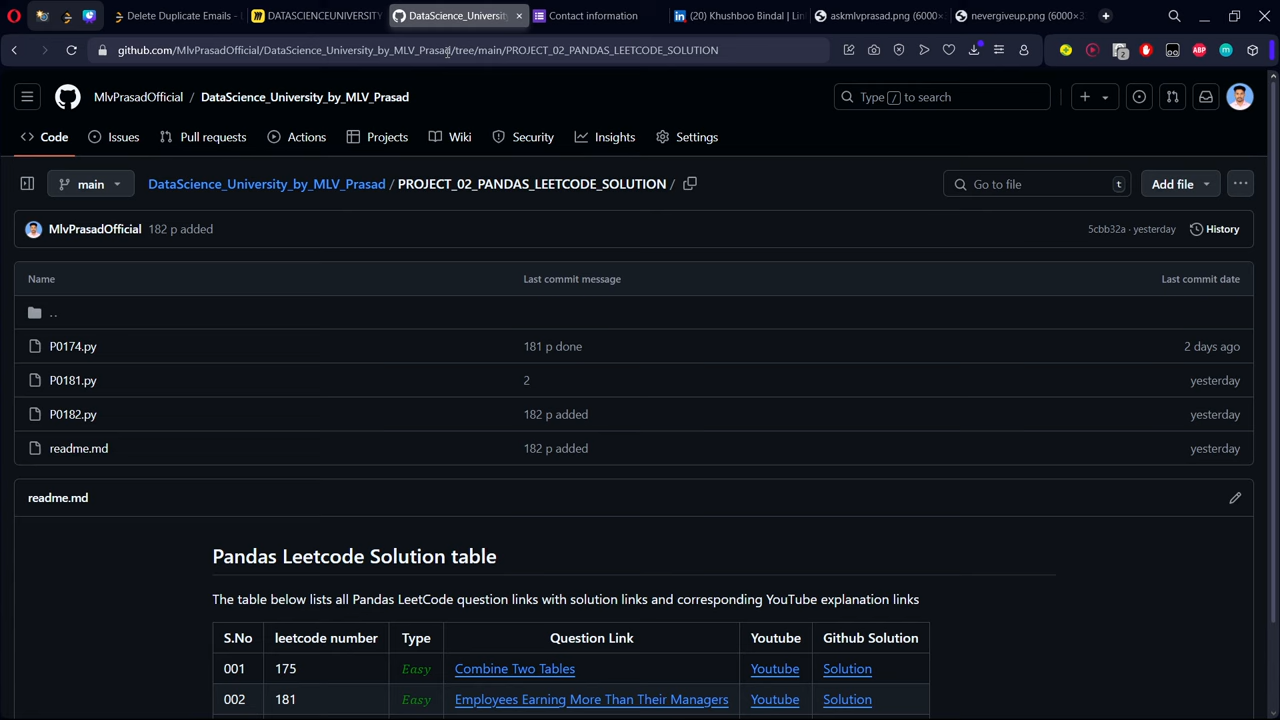 Delete Duplicate Emails -
DATASCIENCEUNIVERSITY
DataScience_University
Contact information
(20) Khushboo Bindal | Lin
askmlvprasad.png (6000×
nevergiveup.png (6000×3
github.com/MlvPrasadOfficial/DataScience_University_by_MLV_Prasad/tree/main/PROJECT_02_PANDAS_LEETCODE_SOLUTION
2
ABP
MlvPrasadOfficial / DataScience_University_by_MLV_Prasad
Type / to search
Code
Issues
Pull requests
Actions
Projects
Wiki
Security
Insights
Settings
main
DataScience_University_by_MLV_Prasad / PROJECT_02_PANDAS_LEETCODE_SOLUTION /
Go to file
t
Add file
MlvPrasadOfficial 182 p added
5cbb32a · yesterday
History
Name Last commit message Last commit date
..
P0174.py 181 p done 2 days ago
P0181.py 2 yesterday
P0182.py 182 p added yesterday
readme.md 182 p added yesterday
readme.md
Pandas Leetcode Solution table
The table below lists all Pandas LeetCode question links with solution links and corresponding YouTube explanation links
S.No leetcode number Type Question Link Youtube Github Solution
001 175 Easy Combine Two Tables Youtube Solution
002 181 Easy Employees Earning More Than Their Managers Youtube Solution